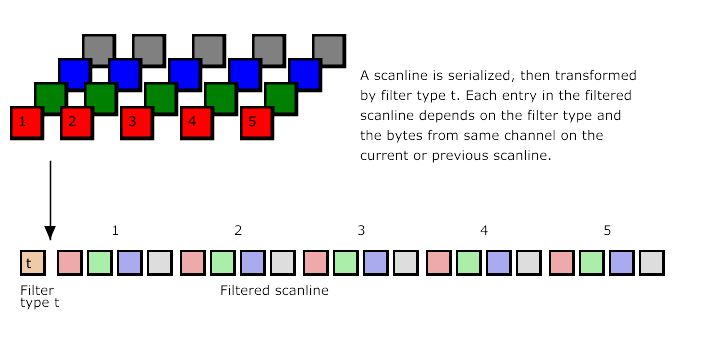 1 2 3 4 5
A scanline is serialized, then transformed
by filter type t. Each entry in the filtered
scanline depends on the filter type and
the bytes from same channel on the
current or previous scanline.
1 2 3 4 5
t
Filter
type t
Filtered scanline